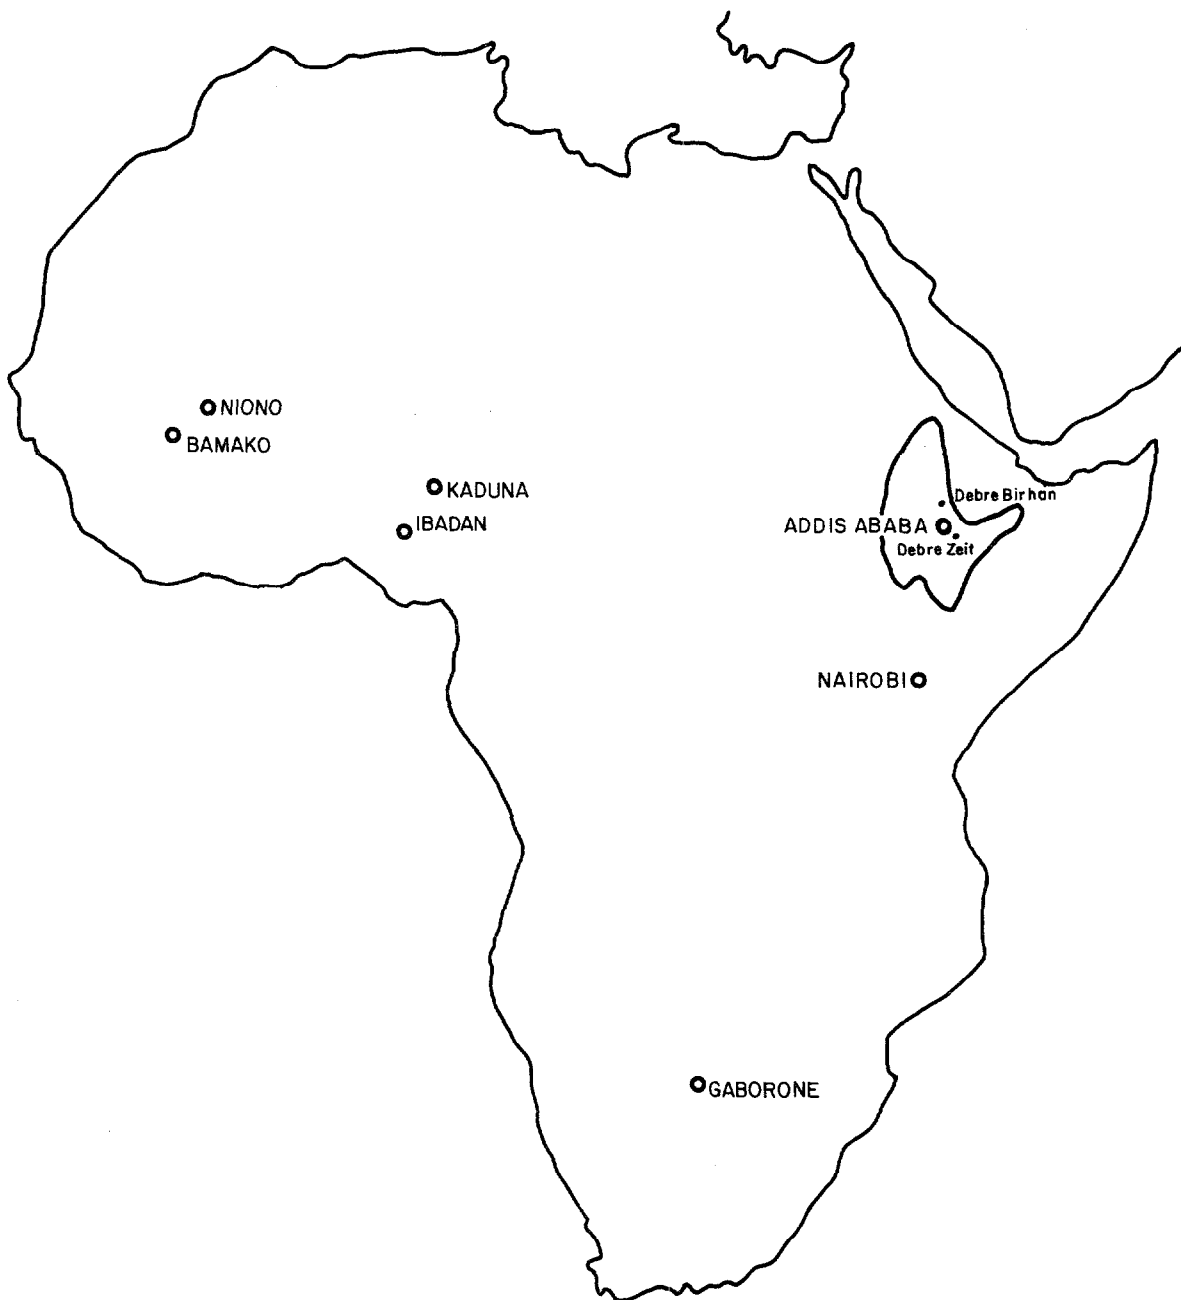 NIONO
BAMAKO
KADUNA
IBADAN
Debre Birhan
ADDIS ABABA
Debre Zeit
NAIROBI
GABORONE